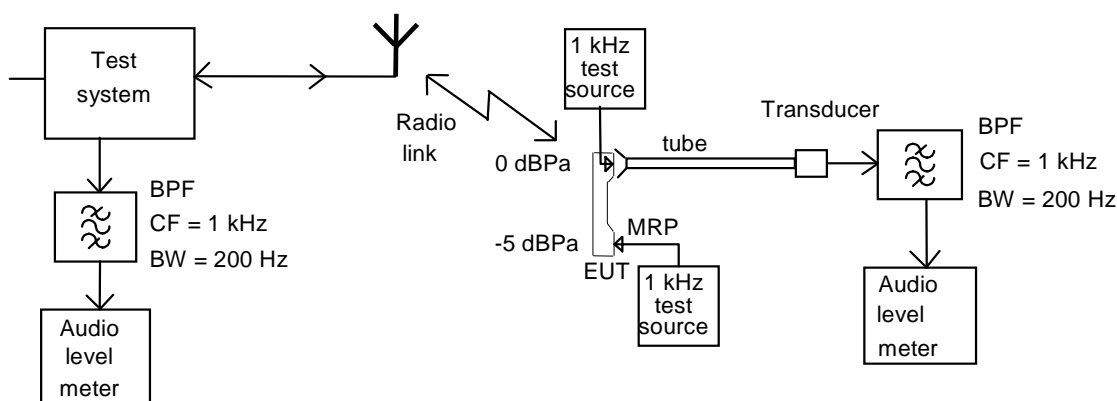 Test
system
BPF
CF = 1 kHz
BW = 200 Hz
Audio
level
meter
Radio
link
1 kHz
test
source
0 dBPa
tube
Transducer
BPF
CF = 1 kHz
BW = 200 Hz
-5 dBPa
MRP
EUT
1 kHz
test
source
Audio
level
meter